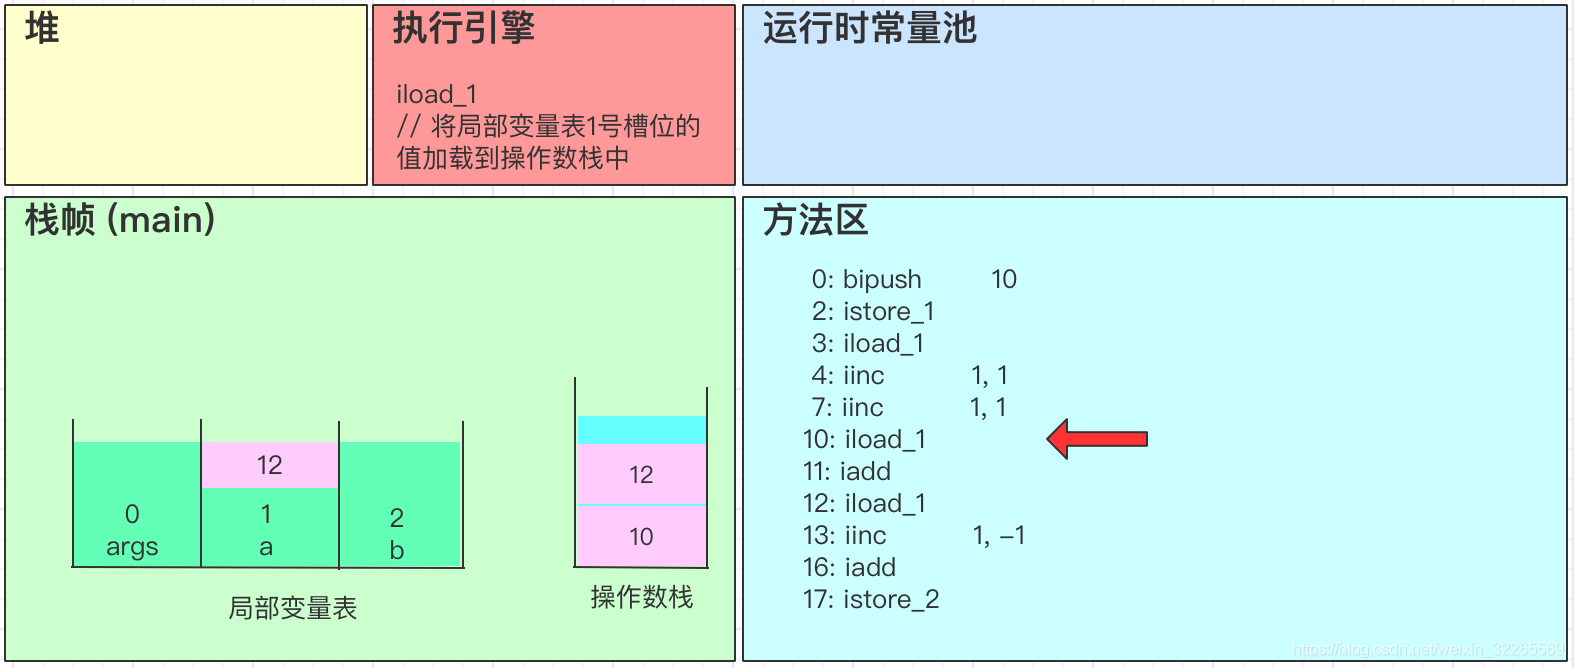 堆
执行引擎
iload_1
// 将局部变量表1号槽位的
值加载到操作数栈中
运行时常量池
栈帧 (main)
12
0
1
2
args
a
b
局部变量表
12
10
操作数栈
方法区
0: bipush 10
2: istore_1
3: iload_1
4: iinc 1, 1
7: iinc 1, 1
10: iload_1
11: iadd
12: iload_1
13: iinc 1, -1
16: iadd
17: istore_2
https://blog.csdn.net/weixin_32265569